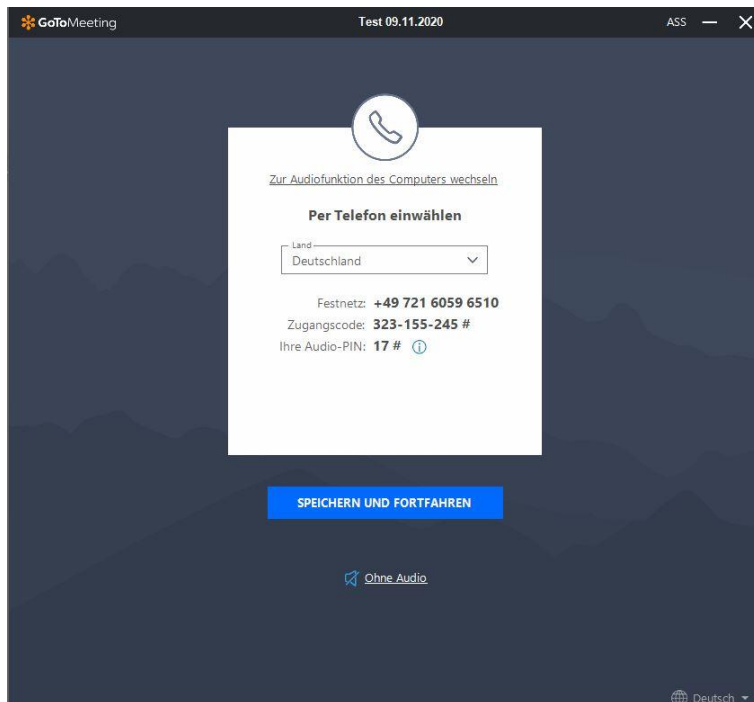 GoToMeeting Test 09.11.2020 ASS
Zur Audiofunktion des Computers wechseln
Per Telefon einwählen
Land
Deutschland
Festnetz: +49 721 6059 6510
Zugangscode: 323-155-245 #
Ihre Audio-PIN: 17 #
SPEICHERN UND FORTFAHREN
Ohne Audio
Deutsch